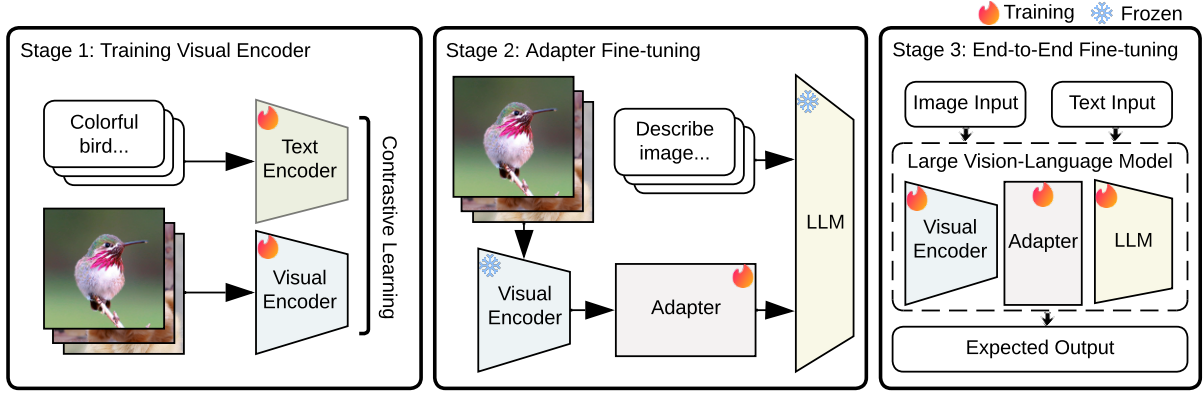 Training
Frozen
Stage 1: Training Visual Encoder
Colorful
bird...
Text
Encoder
Visual
Encoder
Contrastive Learning
Stage 2: Adapter Fine-tuning
Describe
image...
LLM
Visual
Encoder
Adapter
Stage 3: End-to-End Fine-tuning
Image Input
Text Input
Large Vision-Language Model
Visual
Encoder
Adapter
LLM
Expected Output